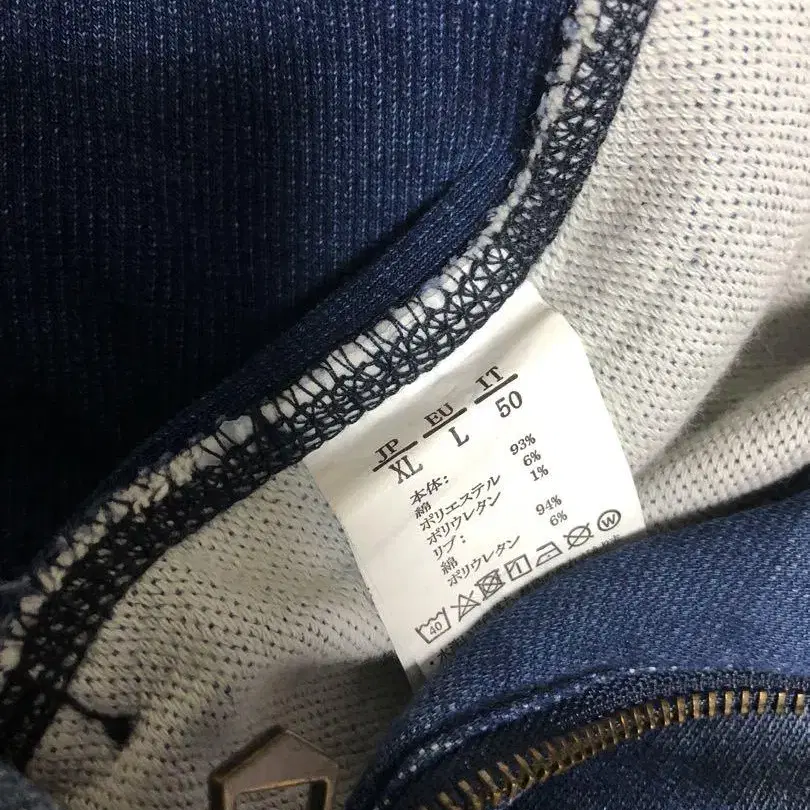 JP EU IT
XL L 50
本体:
綿 93%
ポリエステル 6%
ポリウレタン 1%
リブ:
綿 94%
ポリウレタン 6%
40 W